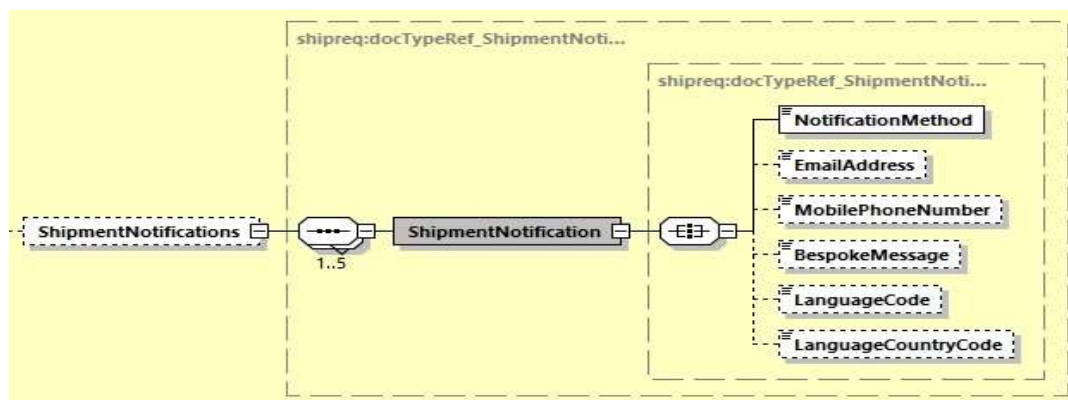 shipreq:docTypeRef_ShipmentNoti...
shipreq:docTypeRef_ShipmentNoti...
NotificationMethod
EmailAddress
MobilePhoneNumber
ShipmentNotifications
ShipmentNotification
1..5
BespokeMessage
LanguageCode
LanguageCountryCode